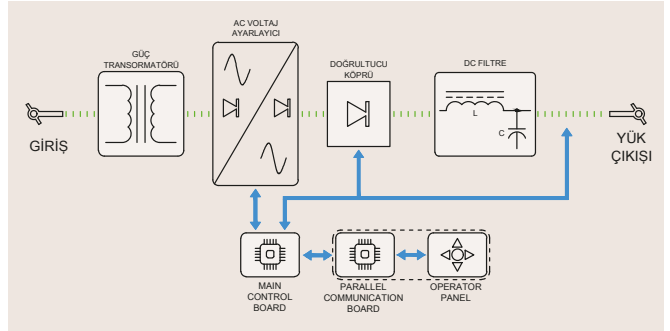 AC VOLTAJ
AYARLAYICI
GÜÇ
TRANSORMATÖRÜ
DOĞRULTUCU
KÖPRÜ
DC FİLTRE
L
C
GİRİŞ
YÜK
ÇIKIŞI
MAIN
CONTROL
BOARD
PARALLEL
COMMUNICATION
BOARD
OPERATOR
PANEL